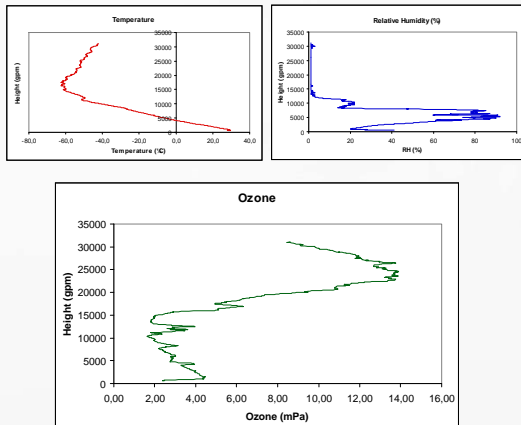 Temperature
35000
30000
25000
20000
15000
10000
5000
0
-80,0 -60,0 -40,0 -20,0 0,0 20,0 40,0
Height (gpm)
Temperature (°C)
Relative Humidity (%)
35000
30000
25000
20000
15000
10000
5000
0
0 20 40 60 80 100
Height (gpm)
RH (%)
Ozone
35000
30000
25000
20000
15000
10000
5000
0
0,00 2,00 4,00 6,00 8,00 10,00 12,00 14,00 16,00
Height (gpm)
Ozone (mPa)